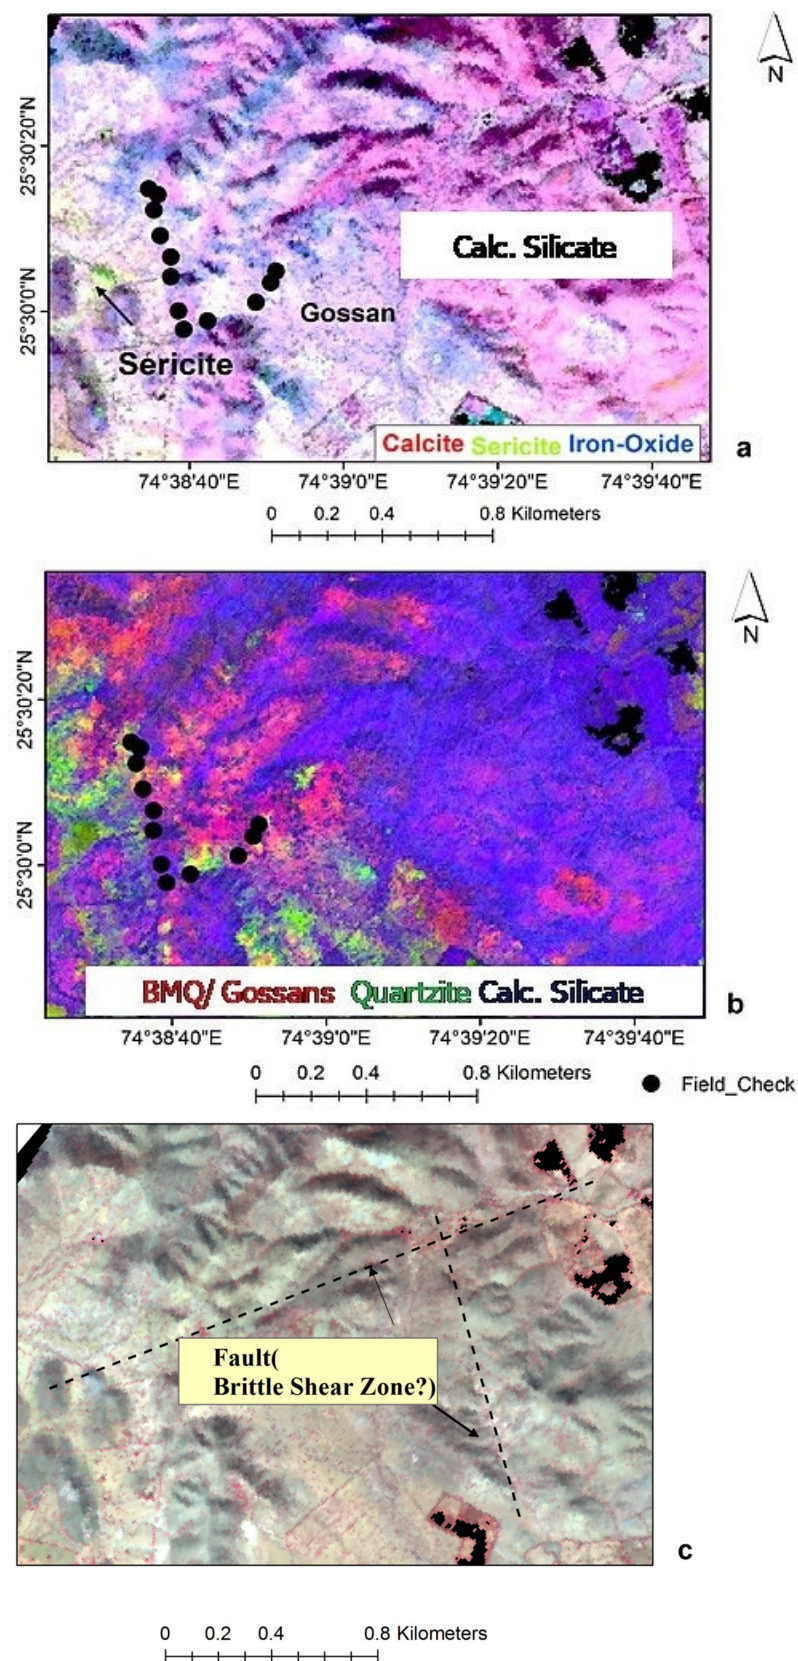 N
25°30'20"N
Calc. Silicate
25°30'0"N
Gossan
Sericite
Calcite Sericite Iron-Oxide
a
74°38'40"E 74°39'0"E 74°39'20"E 74°39'40"E
0 0.2 0.4 0.8 Kilometers
N
25°30'20"N
25°30'0"N
BMQ/ Gossans Quartzite Calc. Silicate
b
74°38'40"E 74°39'0"E 74°39'20"E 74°39'40"E
0 0.2 0.4 0.8 Kilometers
Field_Check
Fault(
Brittle Shear Zone?)
c
0 0.2 0.4 0.8 Kilometers